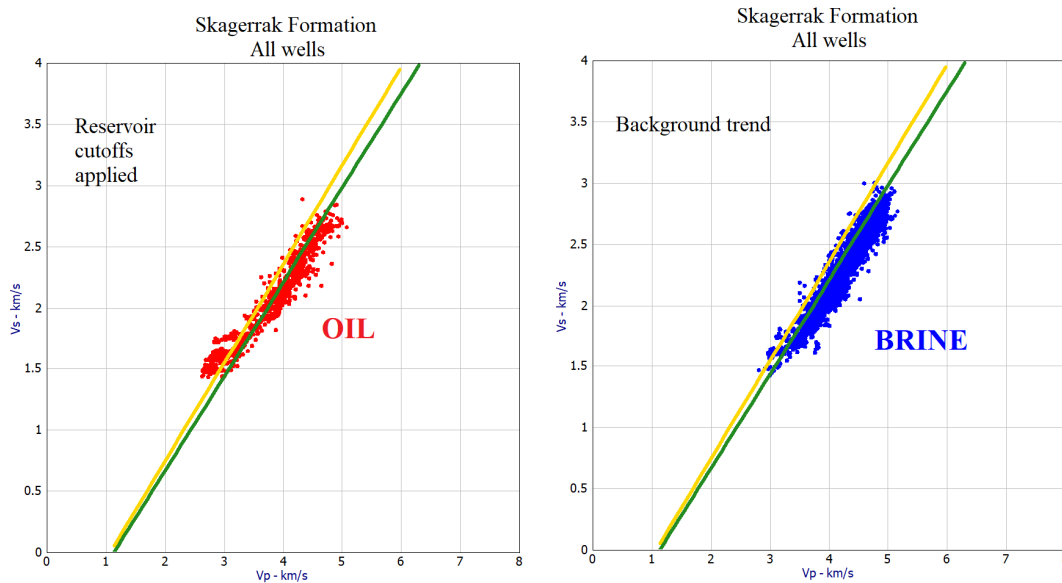 Skagerrak Formation
All wells
4
3.5
3
2.5
2
1.5
1
0.5
0
Vs - km/s
Reservoir
cutoffs
applied
OIL
0 1 2 3 4 5 6 7 8
Vp - km/s
Skagerrak Formation
All wells
4
3.5
3
2.5
2
1.5
1
0.5
0
Vs - km/s
Background trend
BRINE
0 1 2 3 4 5 6 7
Vp - km/s